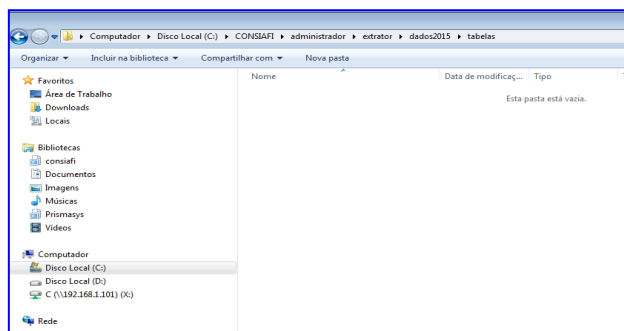 Computador Disco Local (C:) CONSIAFI administrador extrator dados2015 tabelas
Organizar Incluir na biblioteca Compartilhar com Nova pasta
Nome Data de modificaç... Tipo
Esta pasta está vazia.
Favoritos
Área de Trabalho
Downloads
Locais
Bibliotecas
consiafi
Documentos
Imagens
Músicas
Prismasys
Vídeos
Computador
Disco Local (C:)
Disco Local (D:)
C (\\192.168.1.101) (X:)
Rede